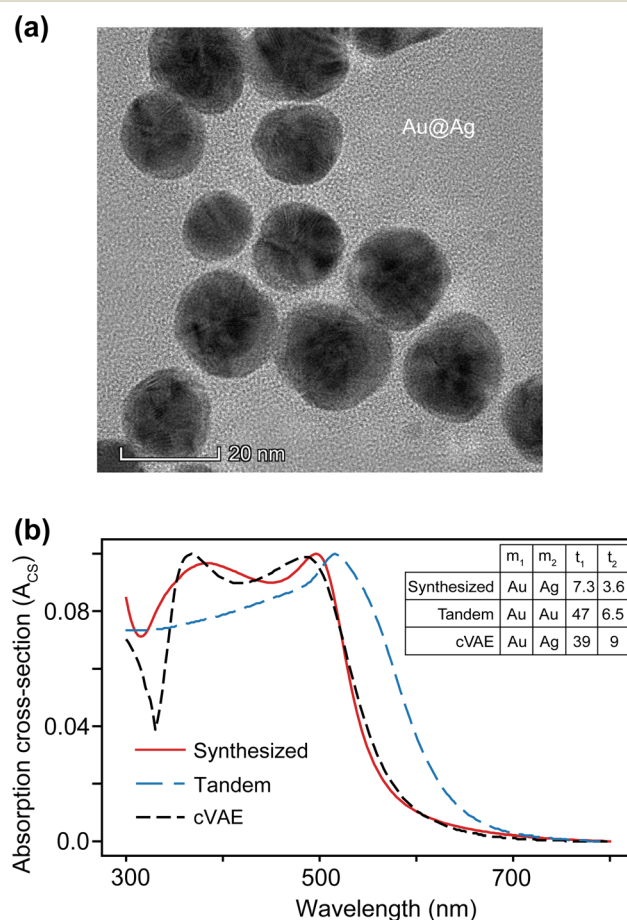 (a)
Au@Ag
20 nm
(b)
Absorption cross-section (A_CS)
0.08
0.04
0.0
m₁ m₂ t₁ t₂
Synthesized Au Ag 7.3 3.6
Tandem Au Au 47 6.5
cVAE Au Ag 39 9
Synthesized
Tandem
cVAE
300 500 700
Wavelength (nm)